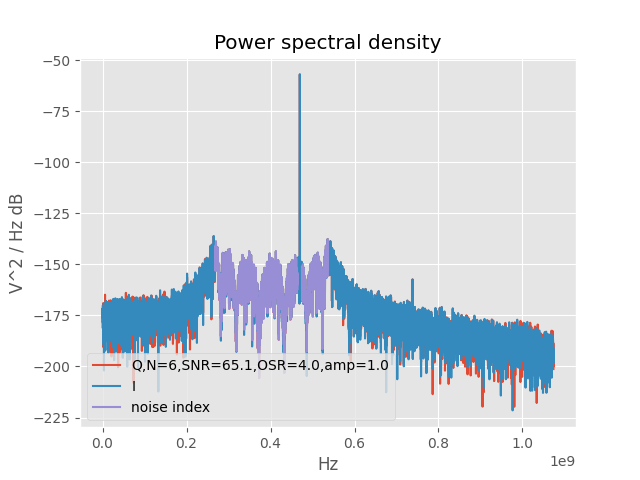 Power spectral density
V^2 / Hz dB
−50
−75
−100
−125
−150
−175
−200
−225
Q,N=6,SNR=65.1,OSR=4.0,amp=1.0
I
noise index
0.0 0.2 0.4 0.6 0.8 1.0
1e9
Hz